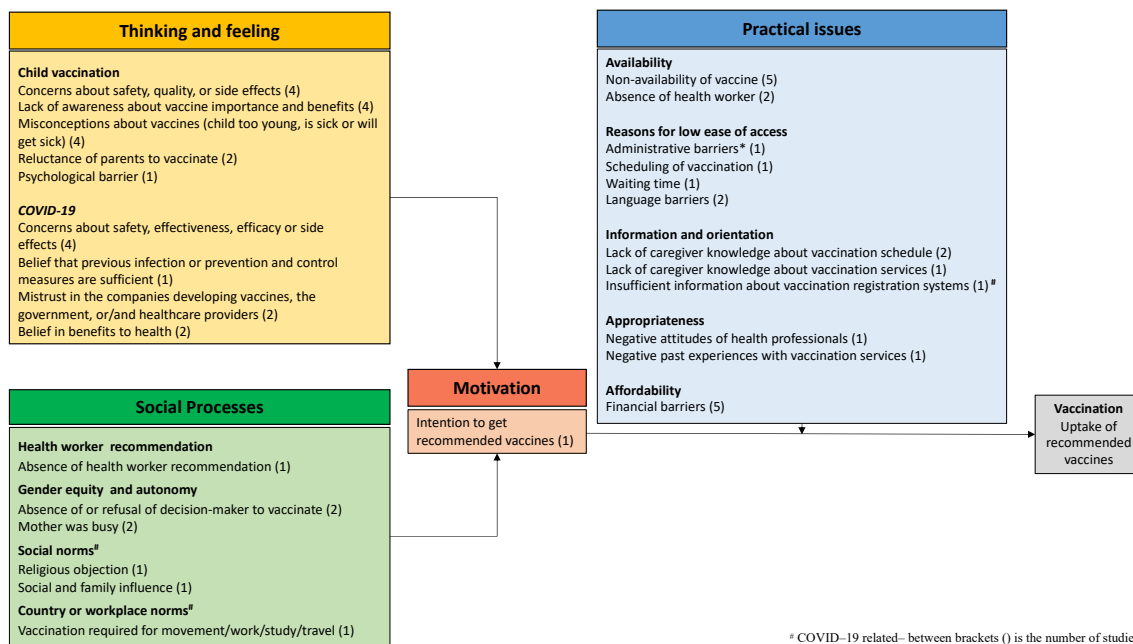 Thinking and feeling
Child vaccination
Concerns about safety, quality, or side effects (4)
Lack of awareness about vaccine importance and benefits (4)
Misconceptions about vaccines (child too young, is sick or will
get sick) (4)
Reluctance of parents to vaccinate (2)
Psychological barrier (1)
COVID-19
Concerns about safety, effectiveness, efficacy or side
effects (4)
Belief that previous infection or prevention and control
measures are sufficient (1)
Mistrust in the companies developing vaccines, the
government, or/and healthcare providers (2)
Belief in benefits to health (2)
Social Processes
Health worker recommendation
Absence of health worker recommendation (1)
Gender equity and autonomy
Absence of or refusal of decision-maker to vaccinate (2)
Mother was busy (2)
Social norms#
Religious objection (1)
Social and family influence (1)
Country or workplace norms#
Vaccination required for movement/work/study/travel (1)
Motivation
Intention to get
recommended vaccines (1)
Practical issues
Availability
Non-availability of vaccine (5)
Absence of health worker (2)
Reasons for low ease of access
Administrative barriers* (1)
Scheduling of vaccination (1)
Waiting time (1)
Language barriers (2)
Information and orientation
Lack of caregiver knowledge about vaccination schedule (2)
Lack of caregiver knowledge about vaccination services (1)
Insufficient information about vaccination registration systems (1) #
Appropriateness
Negative attitudes of health professionals (1)
Negative past experiences with vaccination services (1)
Affordability
Financial barriers (5)
Vaccination
Uptake of
recommended
vaccines
# COVID–19 related– between brackets () is the number of studie